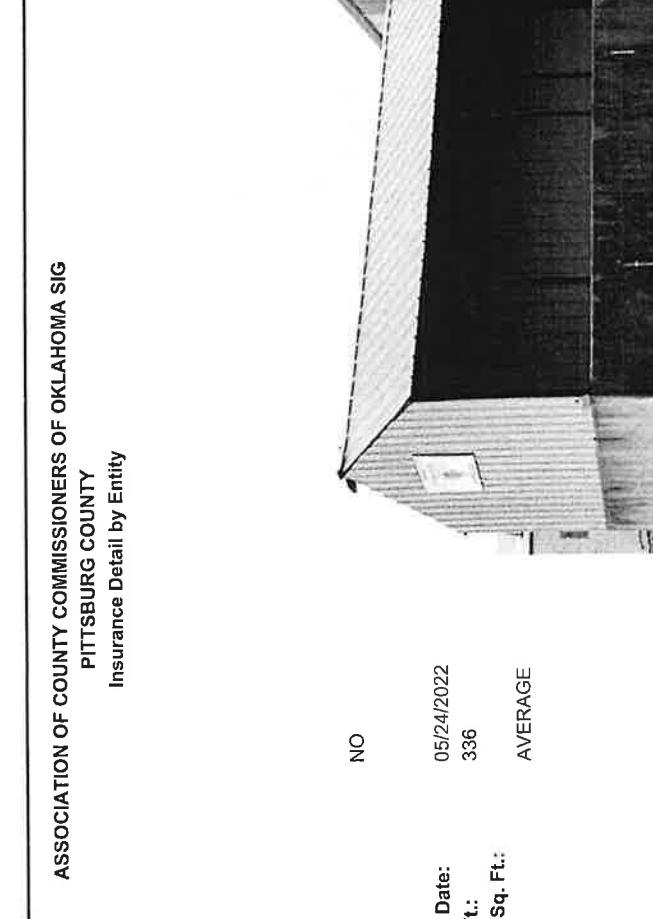 ASSOCIATION OF COUNTY COMMISSIONERS OF OKLAHOMA SIG
PITTSBURG COUNTY
Insurance Detail by Entity
NO
Date: 05/24/2022
t.: 336
Sq. Ft.:
AVERAGE